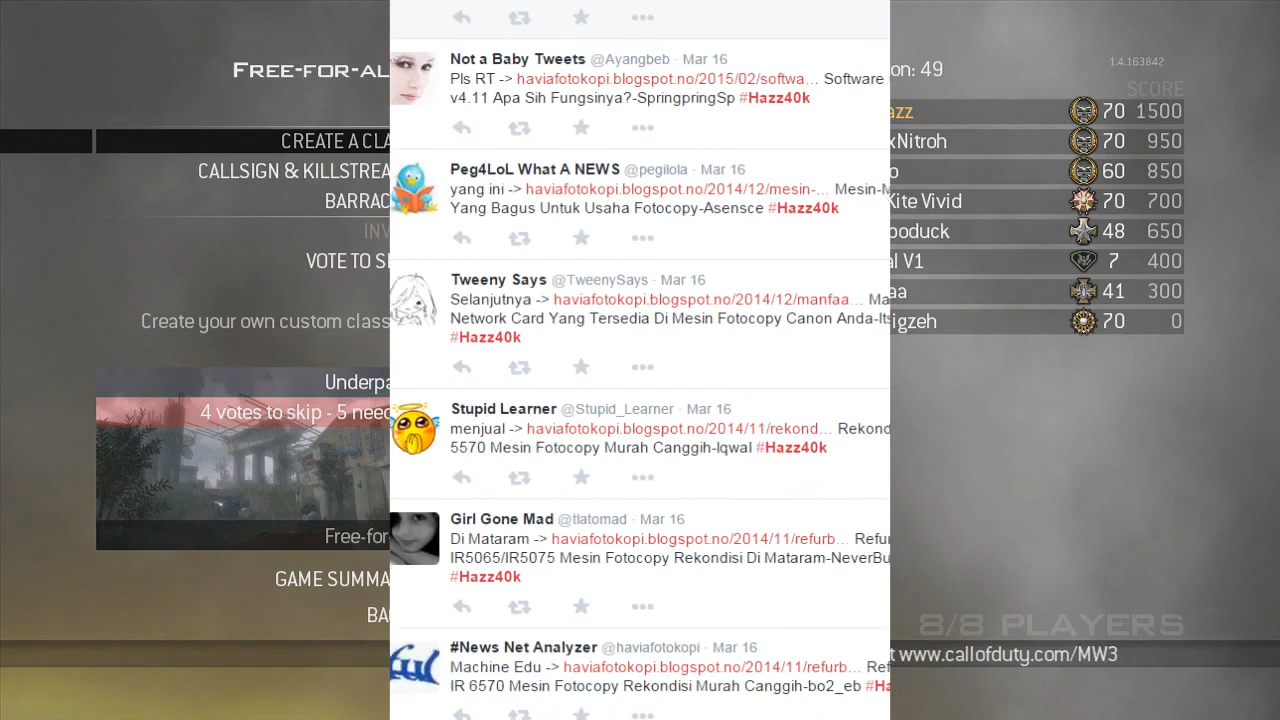 FREE-FOR-AL
CREATE A CLA
CALLSIGN & KILLSTREA
BARRAC
INV
VOTE TO S
Create your own custom class
Underpa
4 votes to skip - 5 nee
Free-for-
GAME SUMMA
BA
Not a Baby Tweets @Ayangbeb · Mar 16
Pls RT -> haviafotokopi.blogspot.no/2015/02/softwa... Software
v4.11 Apa Sih Fungsinya?-SpringpringSp #Hazz40k
Peg4LoL What A NEWS @pegilola · Mar 16
yang ini -> haviafotokopi.blogspot.no/2014/12/mesin-... Mesin-M
Yang Bagus Untuk Usaha Fotocopy-Asensce #Hazz40k
Tweeny Says @TweenySays · Mar 16
Selanjutnya -> haviafotokopi.blogspot.no/2014/12/manfaa... Ma
Network Card Yang Tersedia Di Mesin Fotocopy Canon Anda-Its
#Hazz40k
Stupid Learner @Stupid_Learner · Mar 16
menjual -> haviafotokopi.blogspot.no/2014/11/rekond... Rekond
5570 Mesin Fotocopy Murah Canggih-Iqwal #Hazz40k
Girl Gone Mad @tlatomad · Mar 16
Di Mataram -> haviafotokopi.blogspot.no/2014/11/refurb... Refu
IR5065/IR5075 Mesin Fotocopy Rekondisi Di Mataram-NeverBu
#Hazz40k
#News Net Analyzer @haviafotokopi · Mar 16
Machine Edu -> haviafotokopi.blogspot.no/2014/11/refurb... Ref
IR 6570 Mesin Fotocopy Rekondisi Murah Canggih-bo2_eb #Ha
on: 49
1.4.163842
SCORE
azz 70 1500
xNitroh 70 950
o 60 850
Kite Vivid 70 700
oduck 48 650
al V1 7 400
aa 41 300
igzeh 70 0
8/8 PLAYERS
t www.callofduty.com/MW3